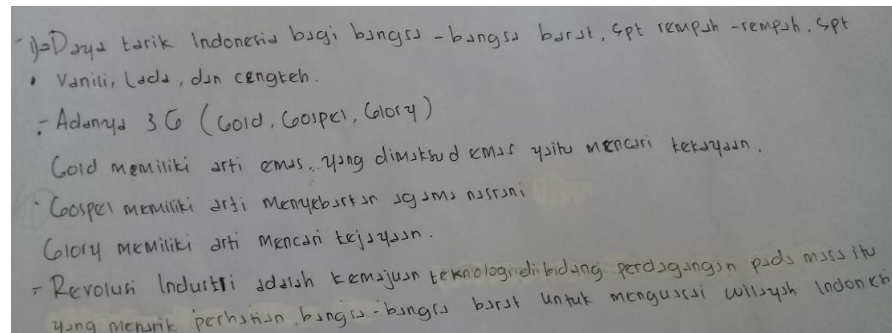 1) - Daya tarik Indonesia bagi bangsa - bangsa barat, spt rempah - rempah. spt
• Vanili, Lada, dan cengkeh.
- Adanya 3 G (Gold, Gospel, Glory)
Gold memiliki arti emas, yang dimaksud emas yaitu mencari kekayaan.
Gospel memiliki arti Menyebarkan agama nasrani
Glory memiliki arti mencari kejayaan.
- Revolusi Industri adalah kemajuan teknologi di bidang perdagangan pada masa itu
yang menarik perhatian bangsa - bangsa barat untuk menguasai wilayah Indonesi